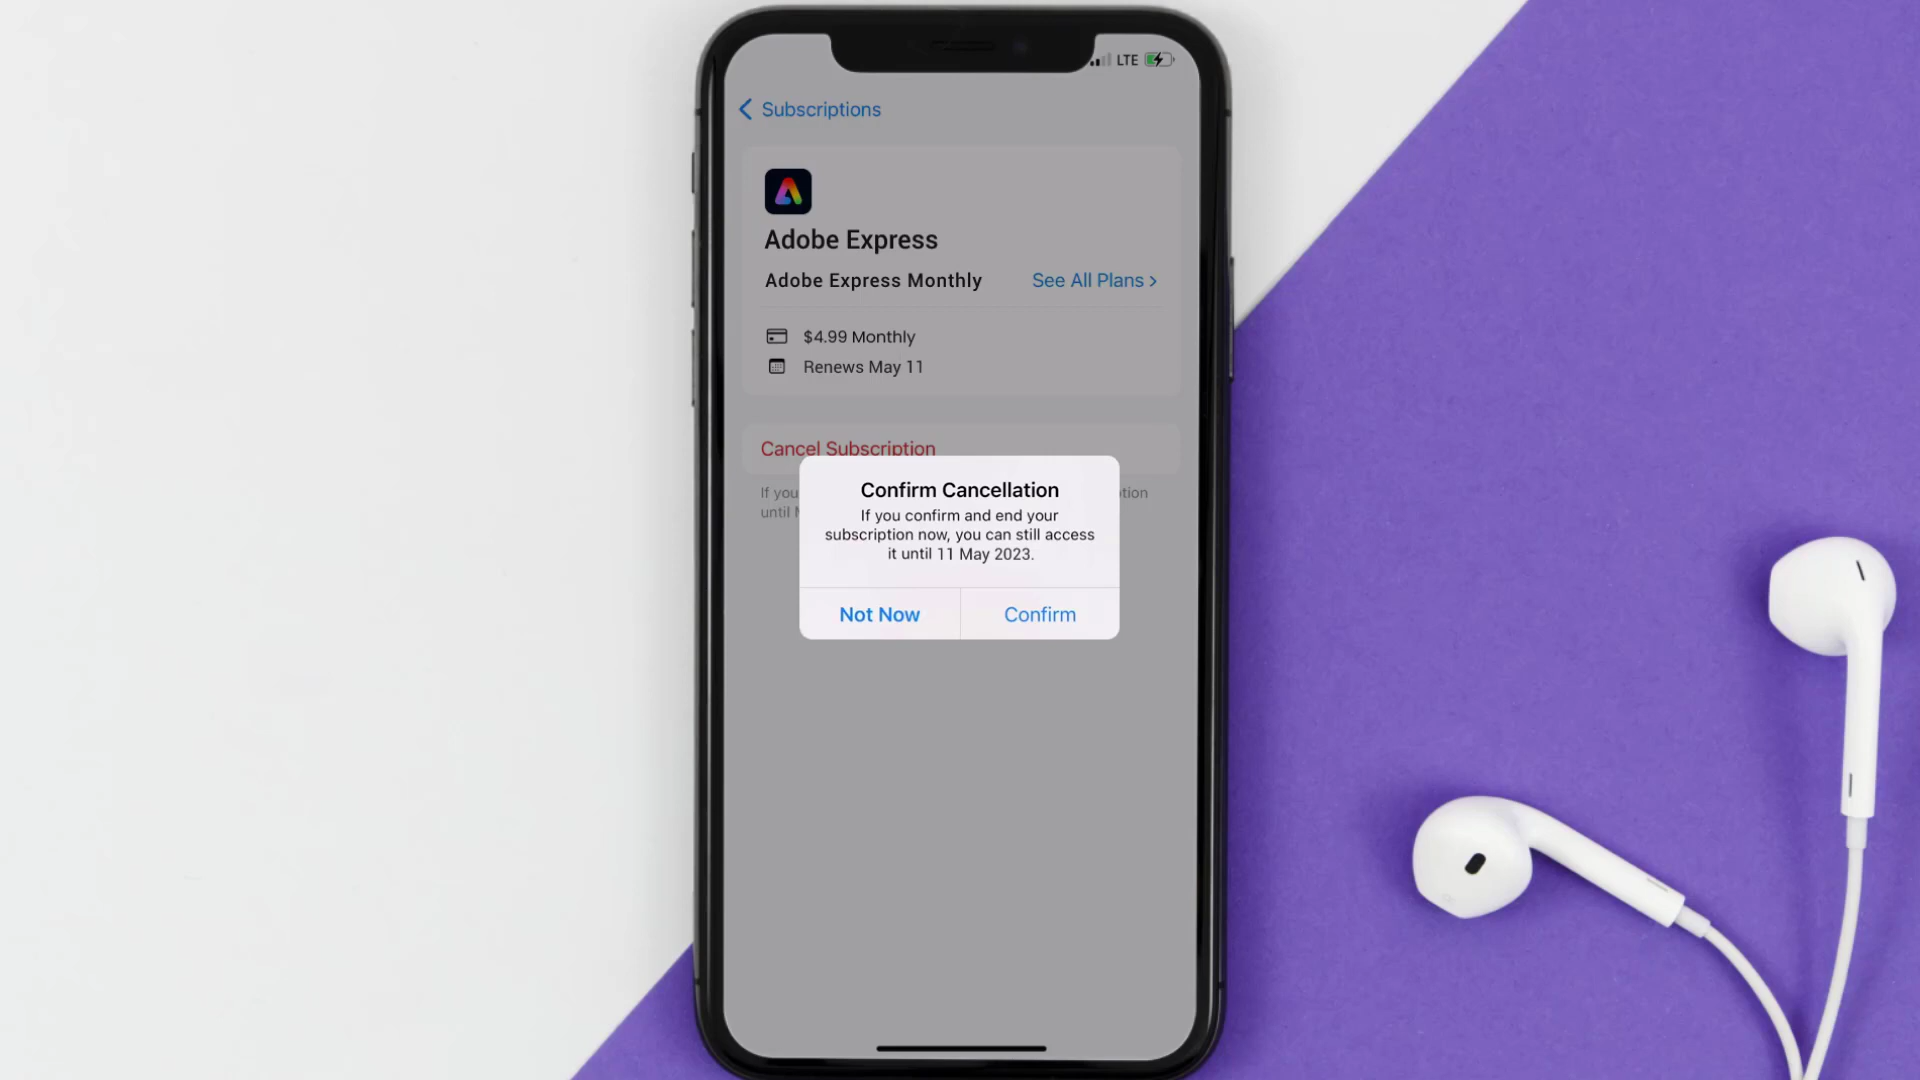 LTE
Subscriptions
Adobe Express
Adobe Express Monthly
See All Plans >
$4.99 Monthly
Renews May 11
Cancel Subscription
If you
tion
until
Confirm Cancellation
If you confirm and end your
subscription now, you can still access
it until 11 May 2023.
Not Now
Confirm